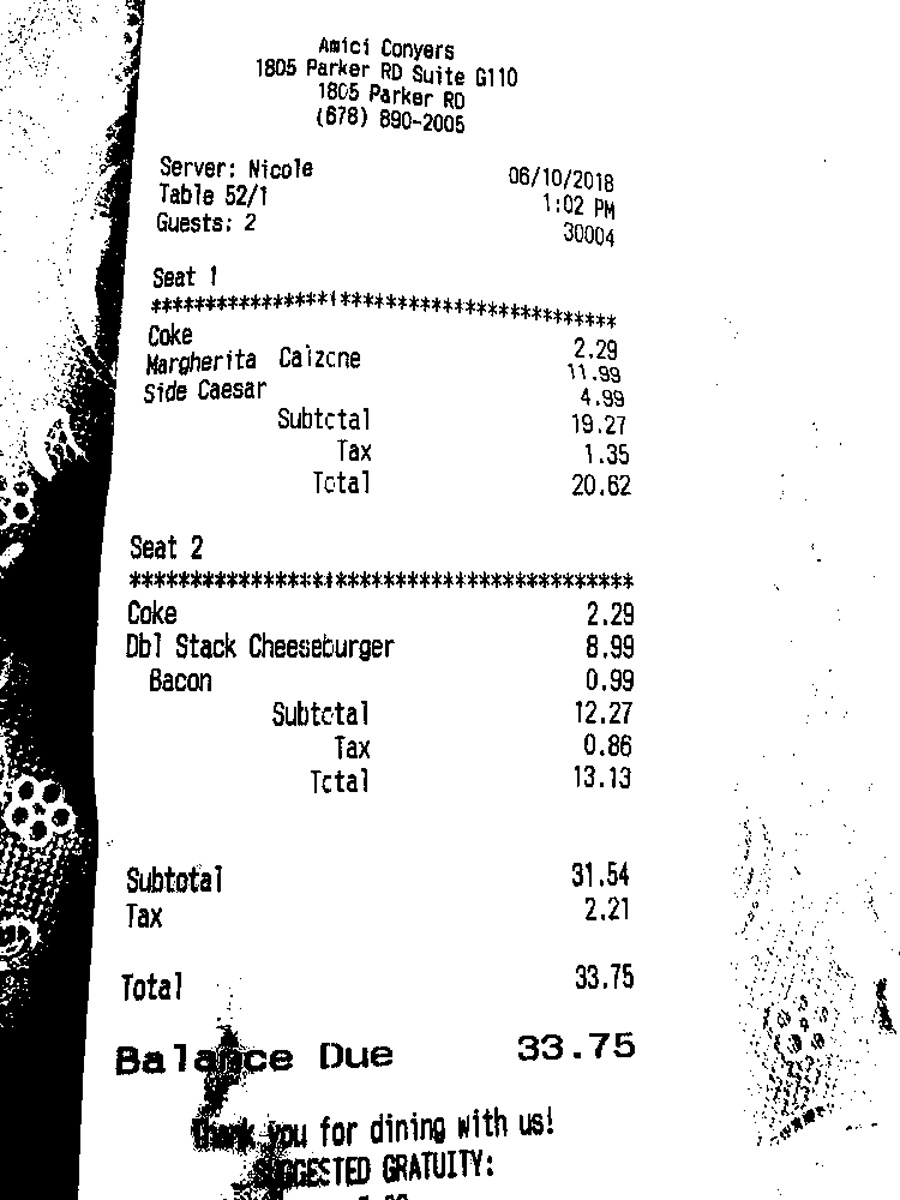 Amici Conyers
1805 Parker RD Suite G110
1805 Parker RD
(678) 890-2005
Server: Nicole 06/10/2018
Table 52/1 1:02 PM
Guests: 2 30004
Seat 1
*******************************************
Coke 2.29
Margherita Calzone 11.99
Side Caesar 4.99
Subtotal 19.27
Tax 1.35
Total 20.62
Seat 2
*******************************************
Coke 2.29
Dbl Stack Cheeseburger 8.99
Bacon 0.99
Subtotal 12.27
Tax 0.86
Total 13.13
Subtotal 31.54
Tax 2.21
Total 33.75
Balance Due 33.75
Thank you for dining with us!
SUGGESTED GRATUITY: